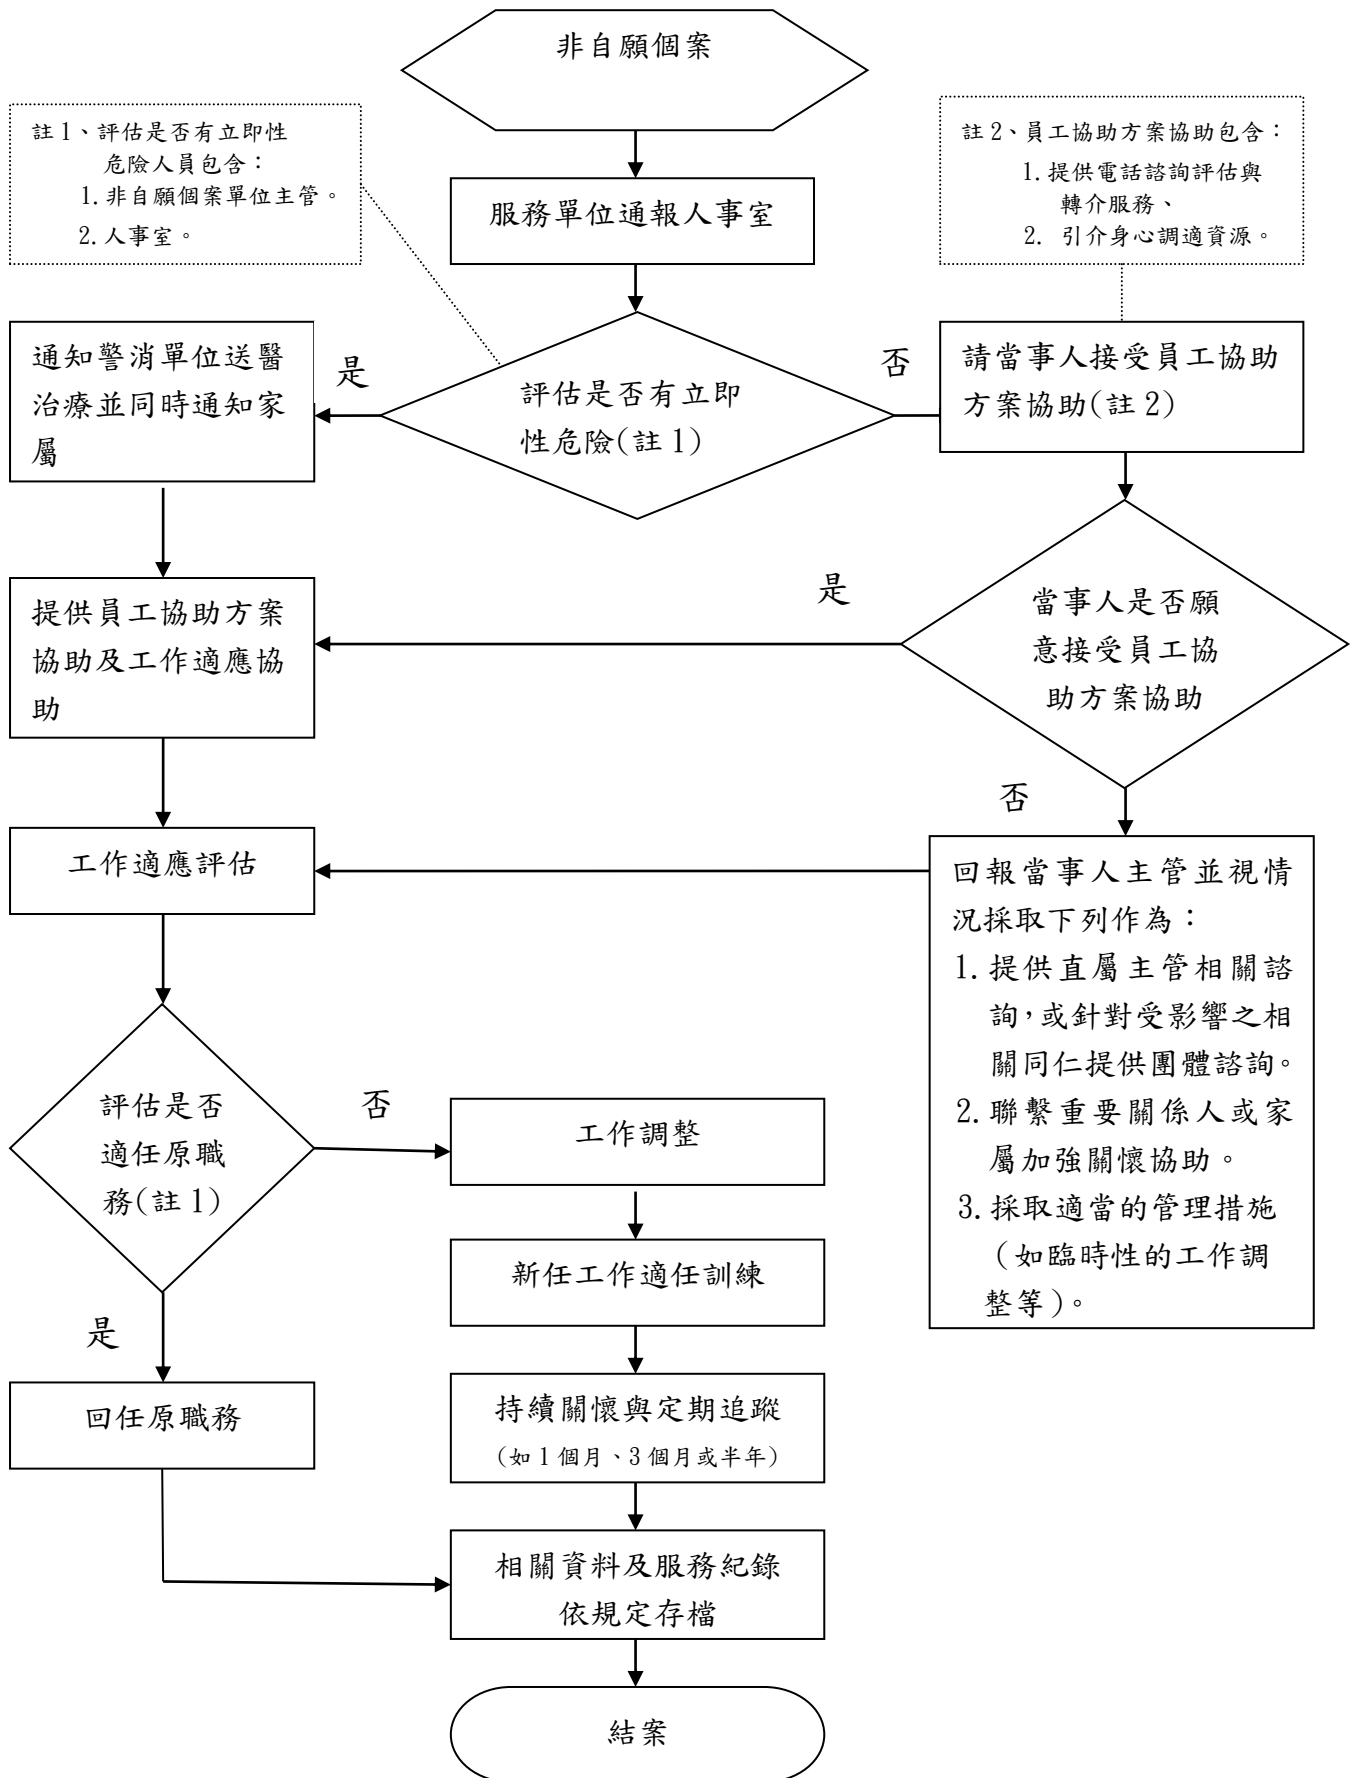 非自願個案
註1、評估是否有立即性
危險人員包含：
1.非自願個案單位主管。
2.人事室。
註2、員工協助方案協助包含：
1.提供電話諮詢評估與
轉介服務、
2. 引介身心調適資源。
服務單位通報人事室
通知警消單位送醫
治療並同時通知家
屬
是
評估是否有立即
性危險(註1)
否
請當事人接受員工協助
方案協助(註2)
提供員工協助方案
協助及工作適應協
助
是
當事人是否願
意接受員工協
助方案協助
否
工作適應評估
回報當事人主管並視情
況採取下列作為：
1.提供直屬主管相關諮
詢，或針對受影響之相
關同仁提供團體諮詢。
2.聯繫重要關係人或家
屬加強關懷協助。
3.採取適當的管理措施
（如臨時性的工作調
整等）。
評估是否
適任原職
務(註1)
否
工作調整
新任工作適任訓練
是
回任原職務
持續關懷與定期追蹤
(如1個月、3個月或半年)
相關資料及服務紀錄
依規定存檔
結案